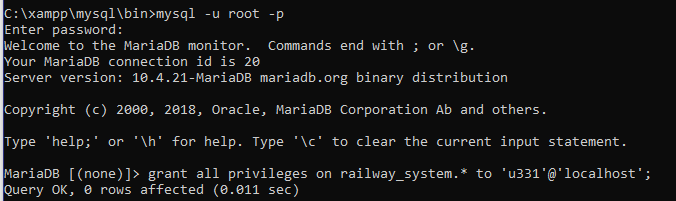 C:\xampp\mysql\bin>mysql -u root -p
Enter password:
Welcome to the MariaDB monitor.  Commands end with ; or \g.
Your MariaDB connection id is 20
Server version: 10.4.21-MariaDB mariadb.org binary distribution
Copyright (c) 2000, 2018, Oracle, MariaDB Corporation Ab and others.
Type 'help;' or '\h' for help. Type '\c' to clear the current input statement.
MariaDB [(none)]> grant all privileges on railway_system.* to 'u331'@'localhost';
Query OK, 0 rows affected (0.011 sec)